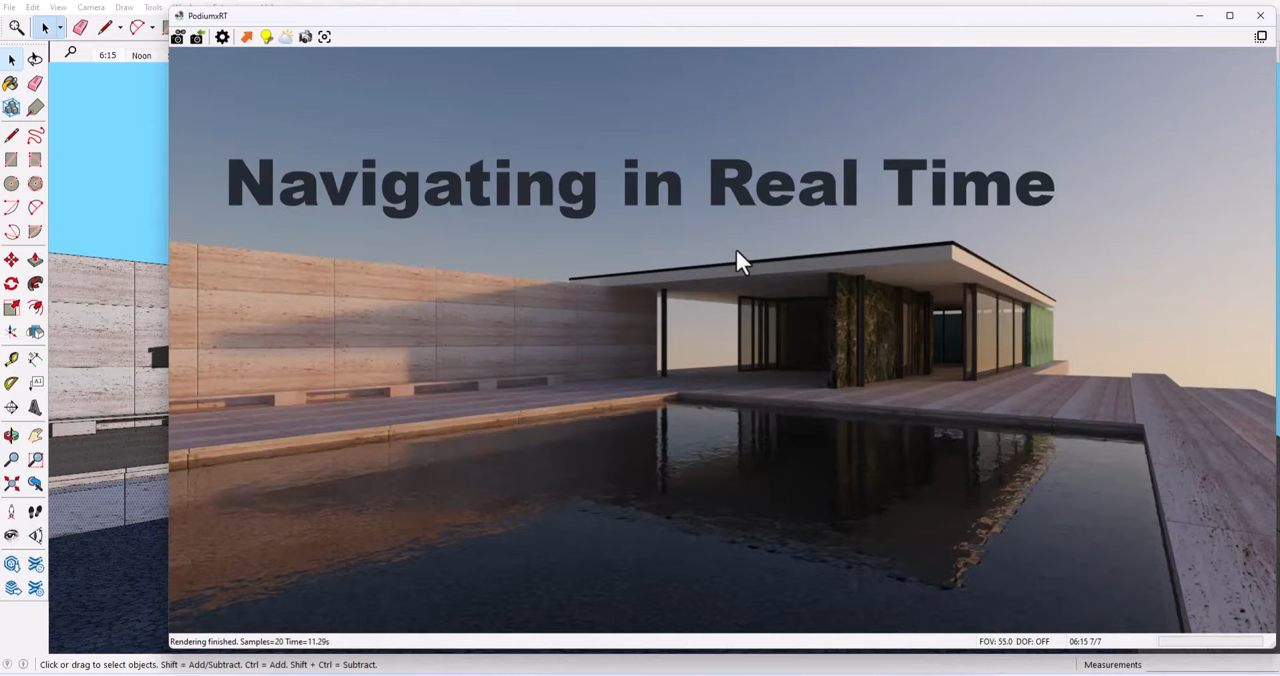 File Edit View Camera Draw Tools
PodiumxRT
6:15 Noon
Navigating in Real Time
A1
Rendering finished. Samples=20 Time=11.29s
FOV: 55.0 DOF: OFF
06:15 7/7
Click or drag to select objects. Shift = Add/Subtract. Ctrl = Add. Shift + Ctrl = Subtract.
Measurements